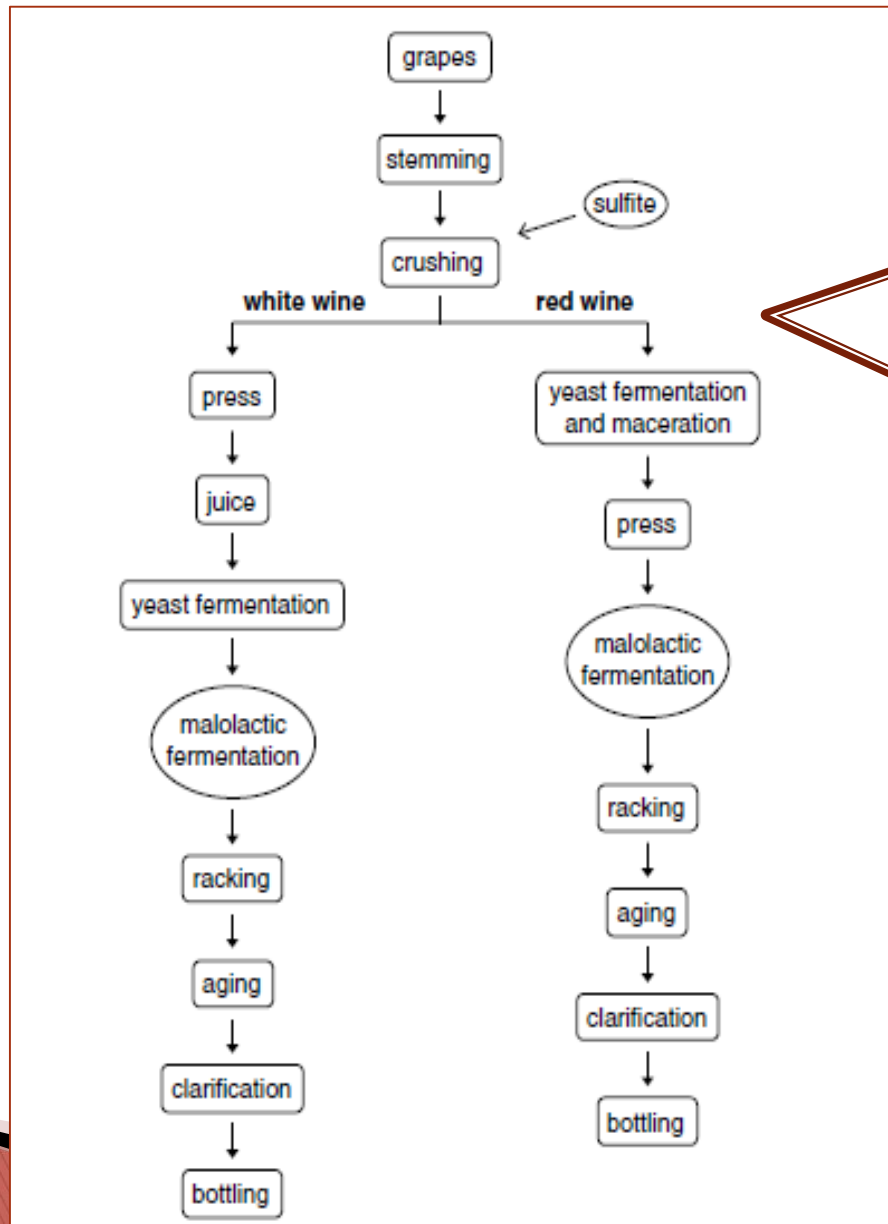 grapes
stemming
sulfite
crushing
white wine
red wine
press
juice
yeast fermentation
malolactic
fermentation
racking
aging
clarification
bottling
yeast fermentation
and maceration
press
malolactic
fermentation
racking
aging
clarification
bottling